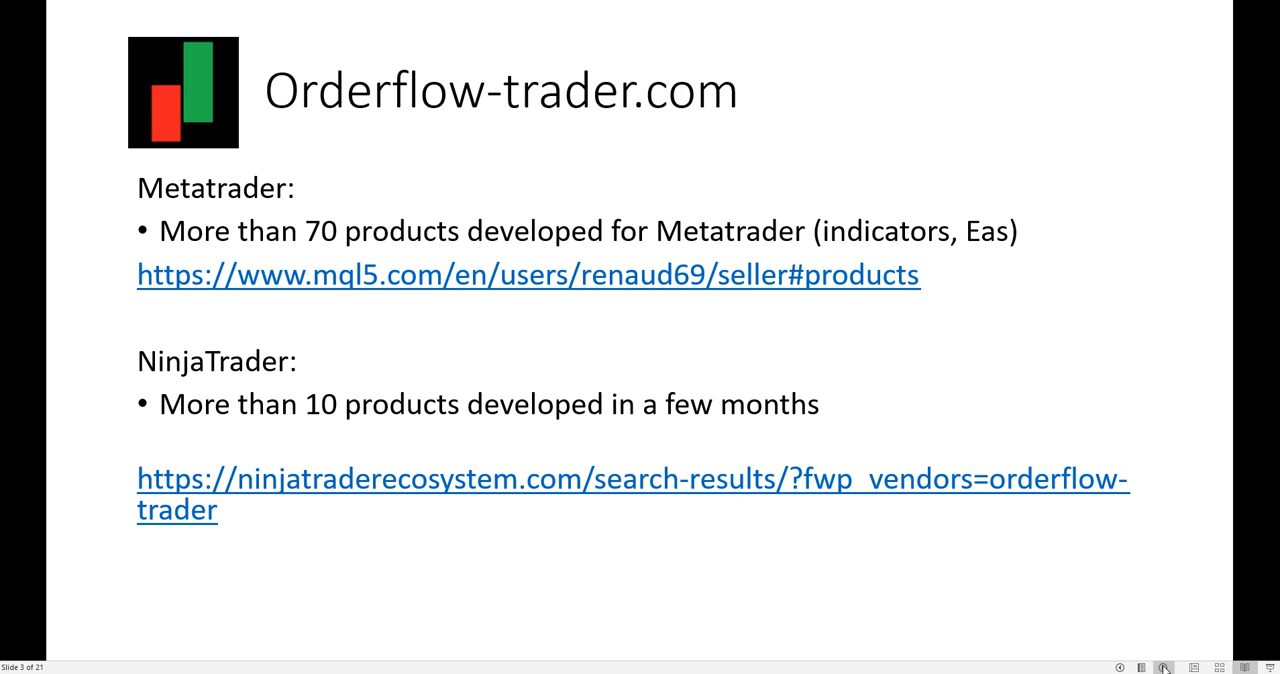 Orderflow-trader.com
Metatrader:
• More than 70 products developed for Metatrader (indicators, Eas)
https://www.mql5.com/en/users/renaud69/seller#products
NinjaTrader:
• More than 10 products developed in a few months
https://ninjatraderecosystem.com/search-results/?fwp_vendors=orderflow-
trader
Slide 3 of 21